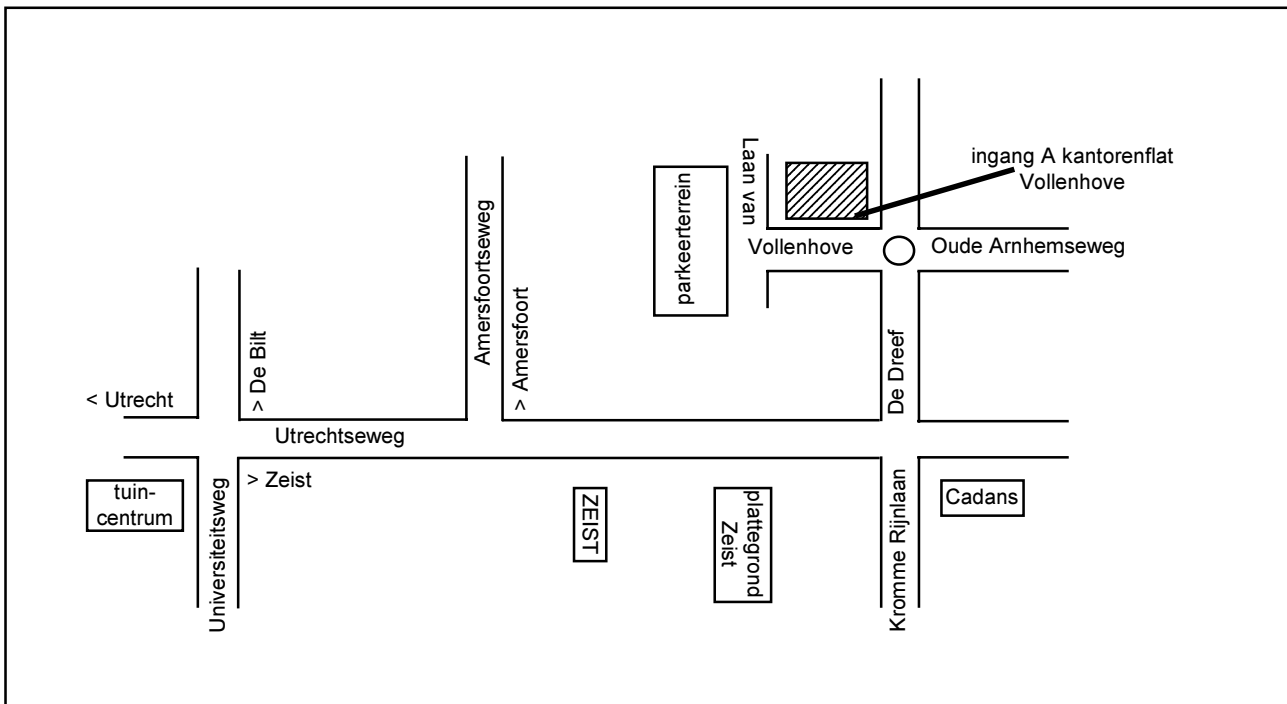 ingang A kantorenflat
Vollenhove
Laan van
Vollenhove
Oude Arnhemseweg
parkeerterrein
Amersfoortseweg
> Amersfoort
> De Bilt
De Dreef
< Utrecht
Utrechtseweg
> Zeist
tuin-
centrum
Universiteitsweg
ZEIST
plattegrond
Zeist
Kromme Rijnlaan
Cadans